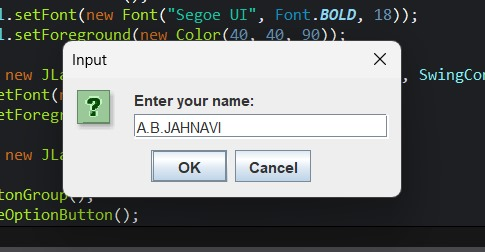 l.setFont(new Font("Segoe UI", Font.BOLD, 18));
l.setForeground(new Color(40, 40, 90));
Input
new JLa
, SwingCon
etFont(
Enter your name:
etForegr
A.B.JAHNAVI
new JLa
OK
Cancel
tonGroup();
eOptionButton();